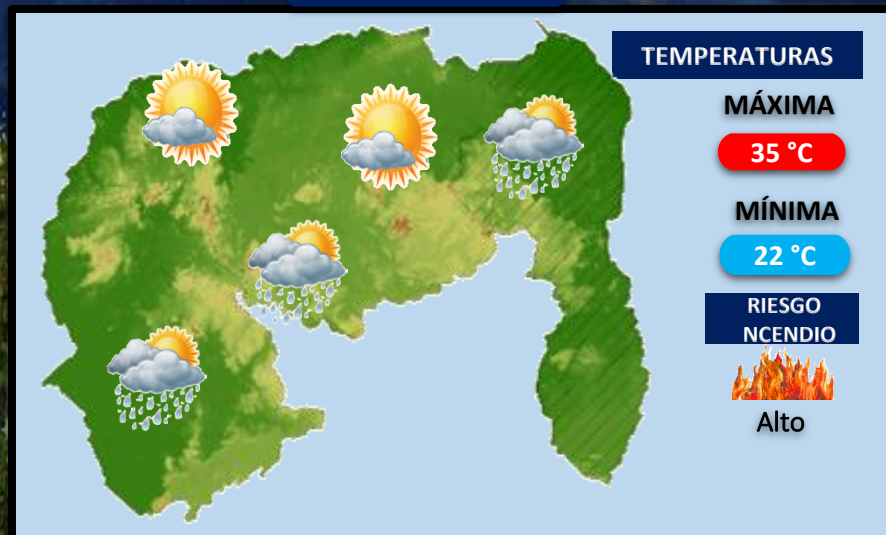 TEMPERATURAS
MÁXIMA
35 °C
MÍNIMA
22 °C
RIESGO
NCENDIO
Alto